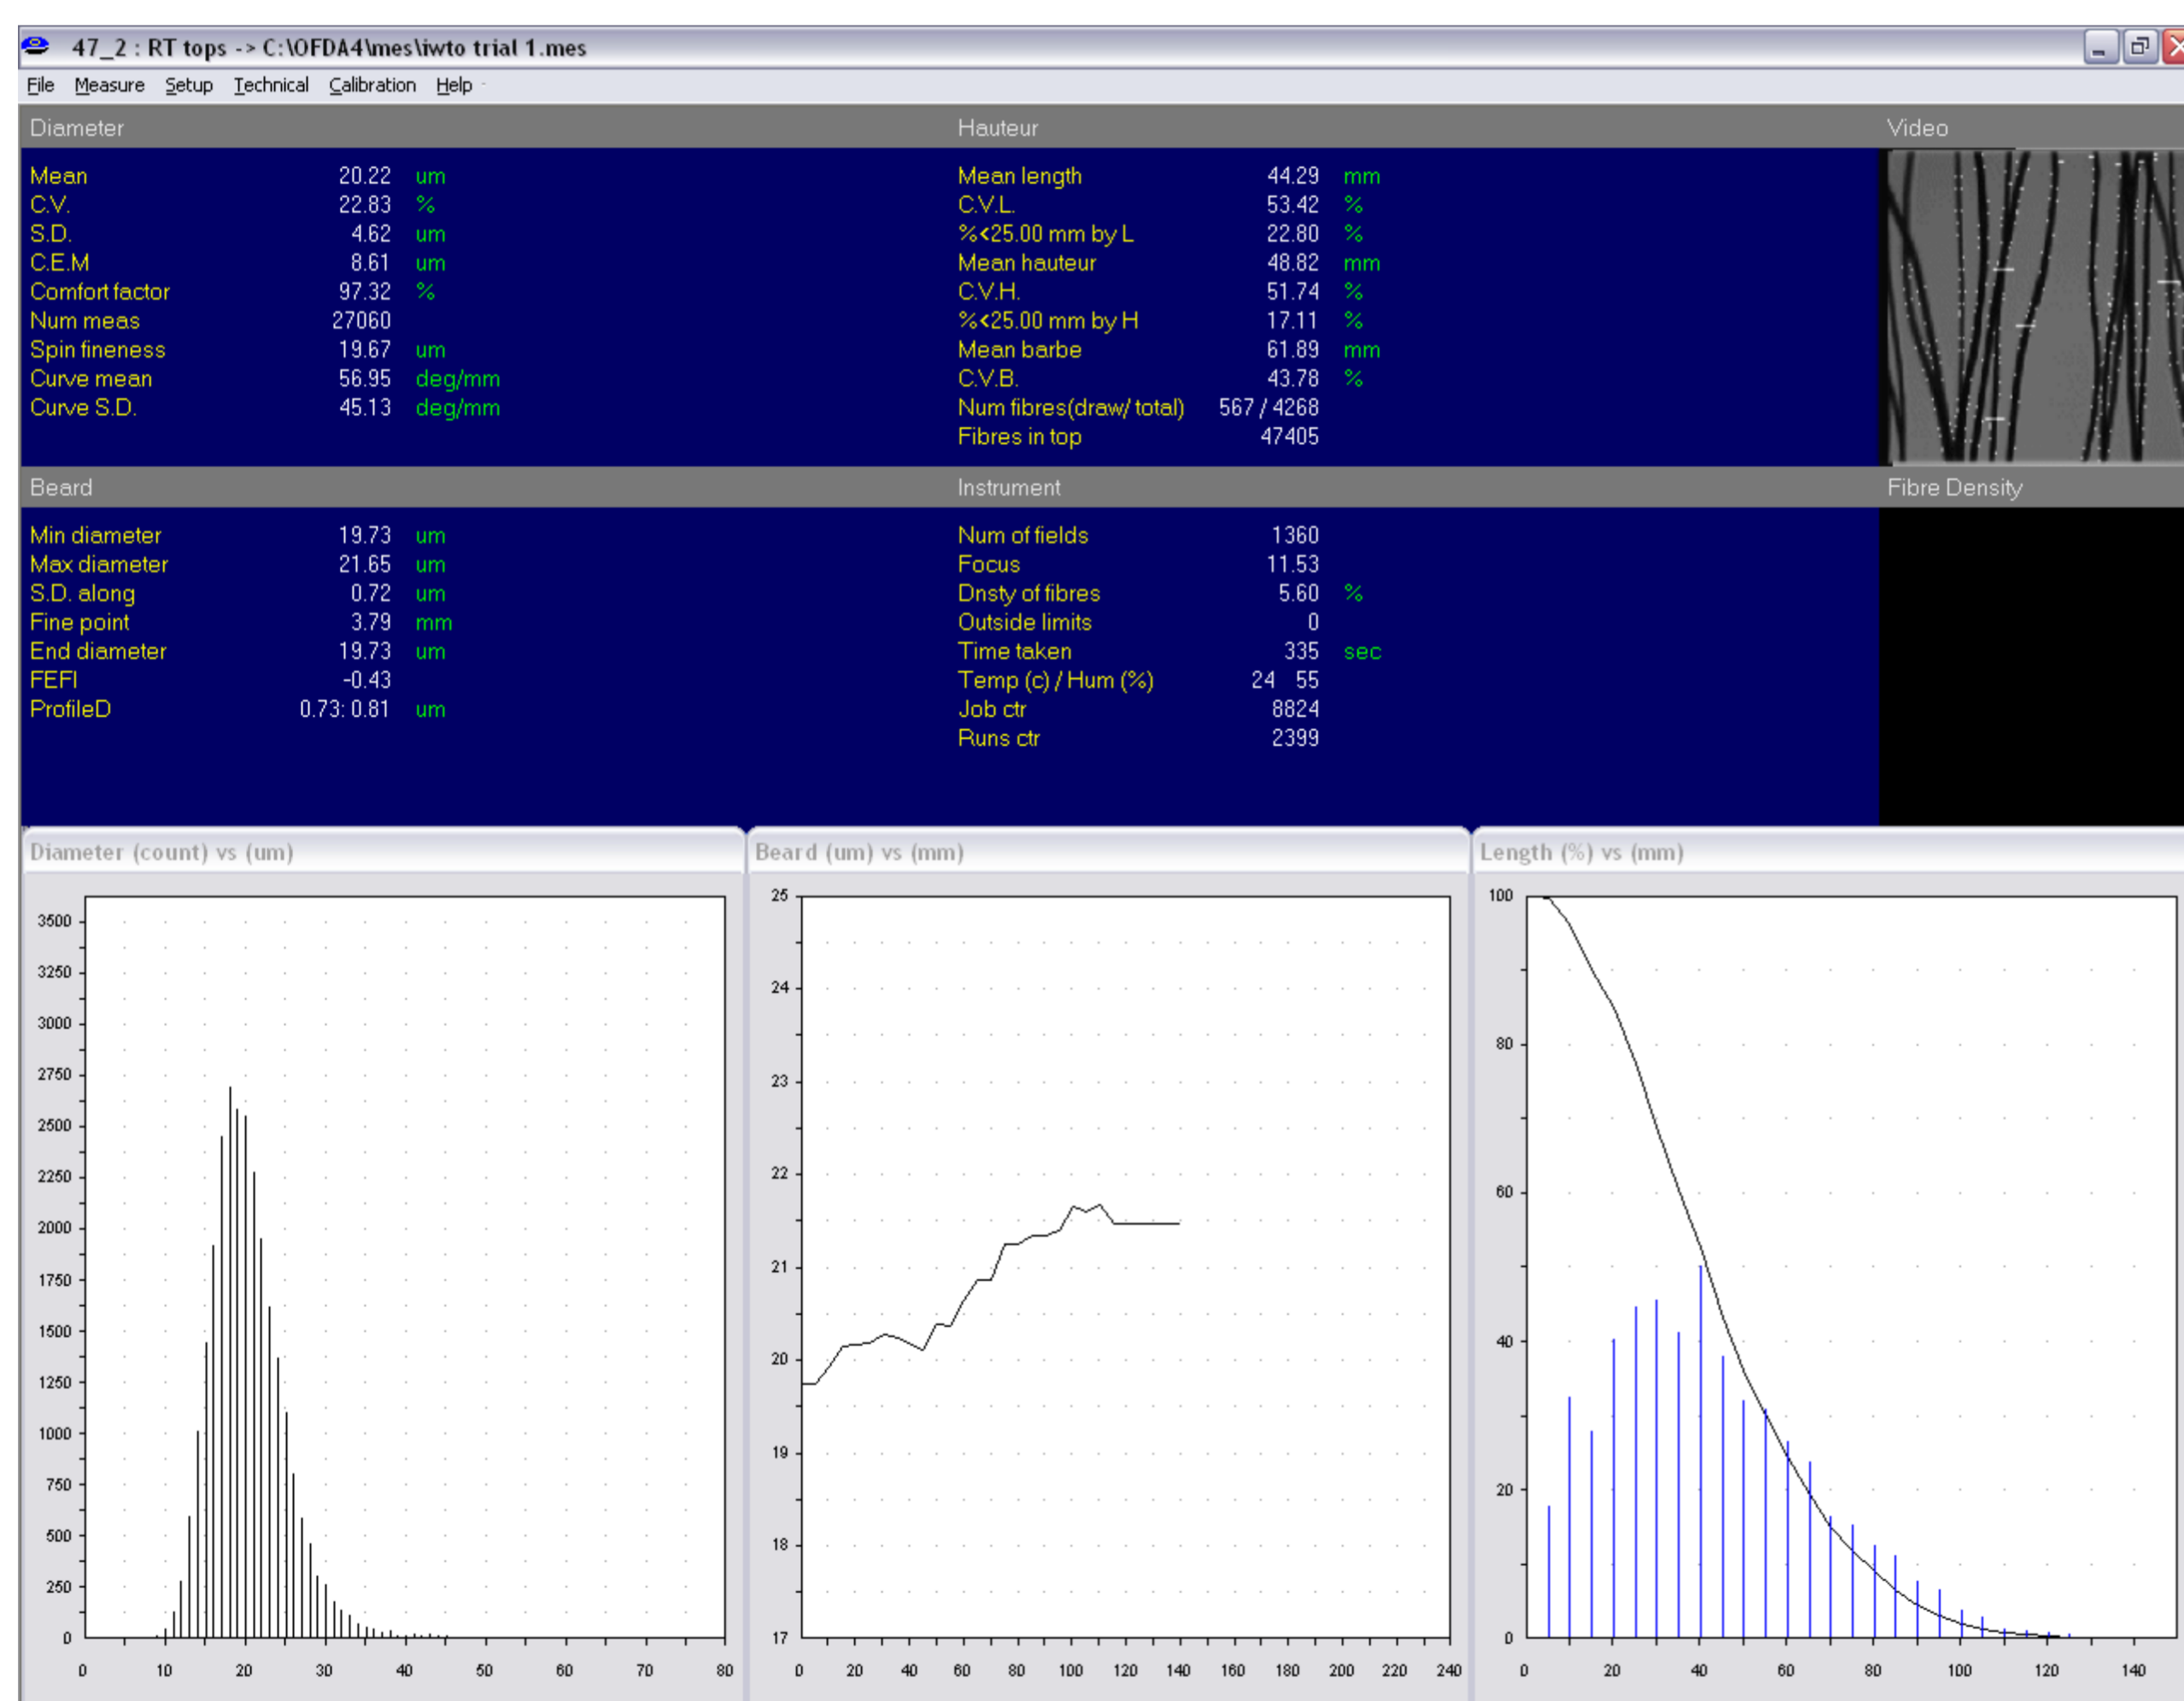 47_2 : RT tops -> C:\OFDA4\mes\iwto trial 1.mes
File Measure Setup Technical Calibration Help
Diameter
Mean 20.22 um
C.V. 22.83 %
S.D. 4.62 um
C.E.M 8.61 um
Comfort factor 97.32 %
Num meas 27060
Spin fineness 19.67 um
Curve mean 56.95 deg/mm
Curve S.D. 45.13 deg/mm
Hauteur
Mean length 44.29 mm
C.V.L. 53.42 %
%<25.00 mm by L 22.80 %
Mean hauteur 48.82 mm
C.V.H. 51.74 %
%<25.00 mm by H 17.11 %
Mean barbe 61.89 mm
C.V.B. 43.78 %
Num fibres(draw/total) 567 / 4268
Fibres in top 47405
Video
Beard
Min diameter 19.73 um
Max diameter 21.65 um
S.D. along 0.72 um
Fine point 3.79 mm
End diameter 19.73 um
FEFI -0.43
ProfileD 0.73: 0.81 um
Instrument
Num of fields 1360
Focus 11.53
Dnsty of fibres 5.60 %
Outside limits 0
Time taken 335 sec
Temp (c) / Hum (%) 24 55
Job ctr 8824
Runs ctr 2399
Fibre Density
Diameter (count) vs (um)
3500
3250
3000
2750
2500
2250
2000
1750
1500
1250
1000
750
500
250
0
0 10 20 30 40 50 60 70 80
Beard (um) vs (mm)
25
24
23
22
21
20
19
18
17
0 20 40 60 80 100 120 140 160 180 200 220 240
Length (%) vs (mm)
100
80
60
40
20
0
0 20 40 60 80 100 120 140